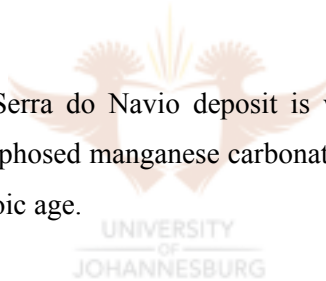 Serra do Navio deposit is
phosed manganese carbonat
oic age.
UNIVERSITY
OF
JOHANNESBURG